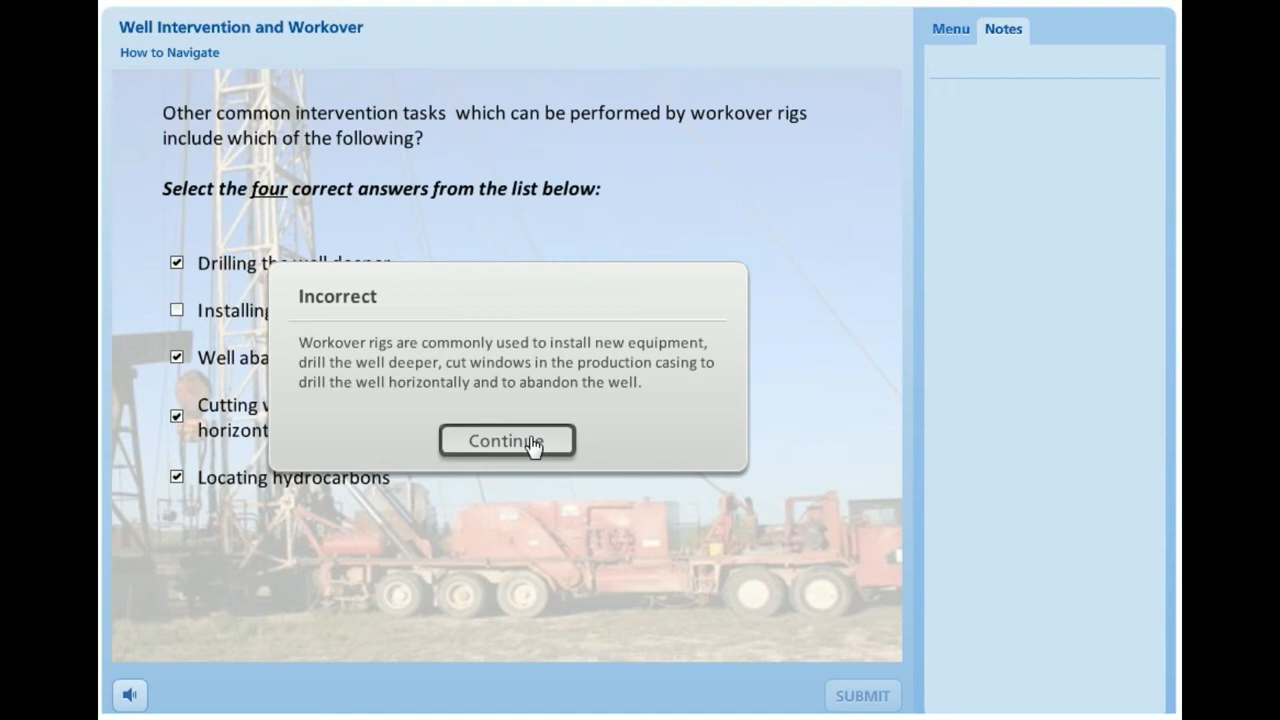 Well Intervention and Workover
Menu Notes
How to Navigate
Other common intervention tasks which can be performed by workover rigs
include which of the following?
Select the four correct answers from the list below:
Drilling
Installing
Well aba
Cutting
horizont
Locating hydrocarbons
Incorrect
Workover rigs are commonly used to install new equipment,
drill the well deeper, cut windows in the production casing to
drill the well horizontally and to abandon the well.
Continue
SUBMIT